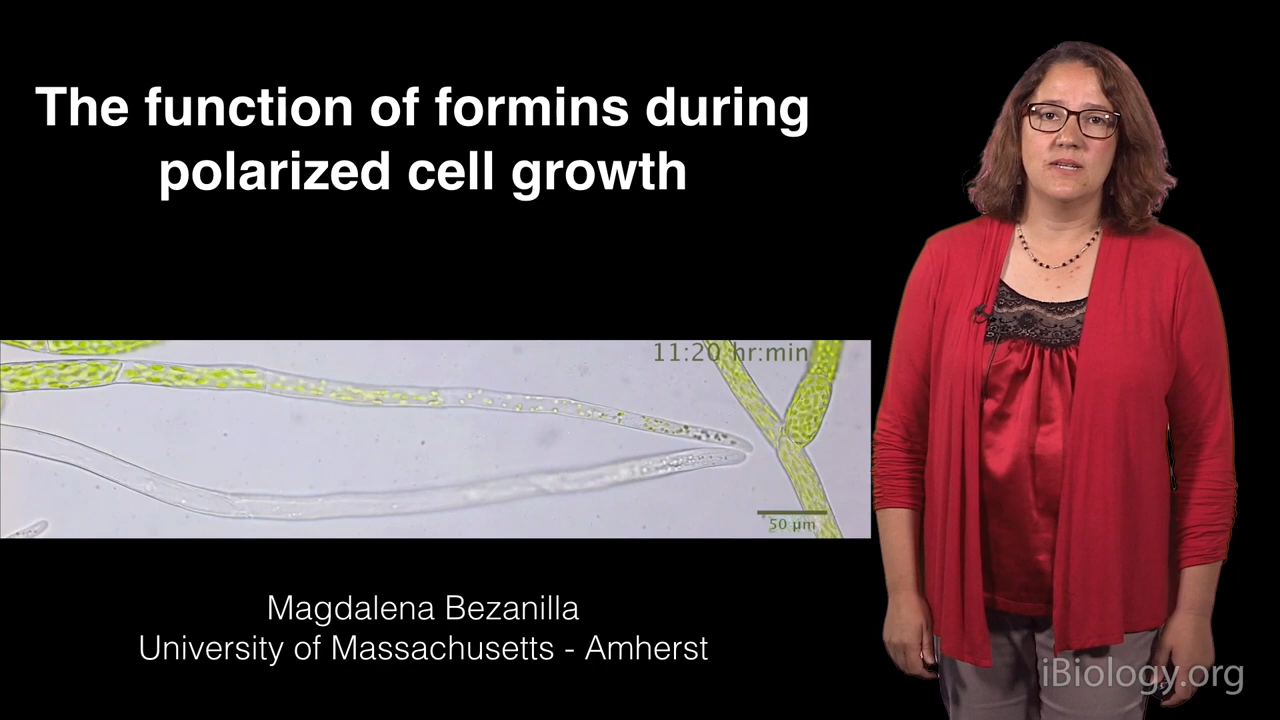 The function of formins during
polarized cell growth
11:20 hr:min
50 µm
Magdalena Bezanilla
University of Massachusetts - Amherst
iBiology.org